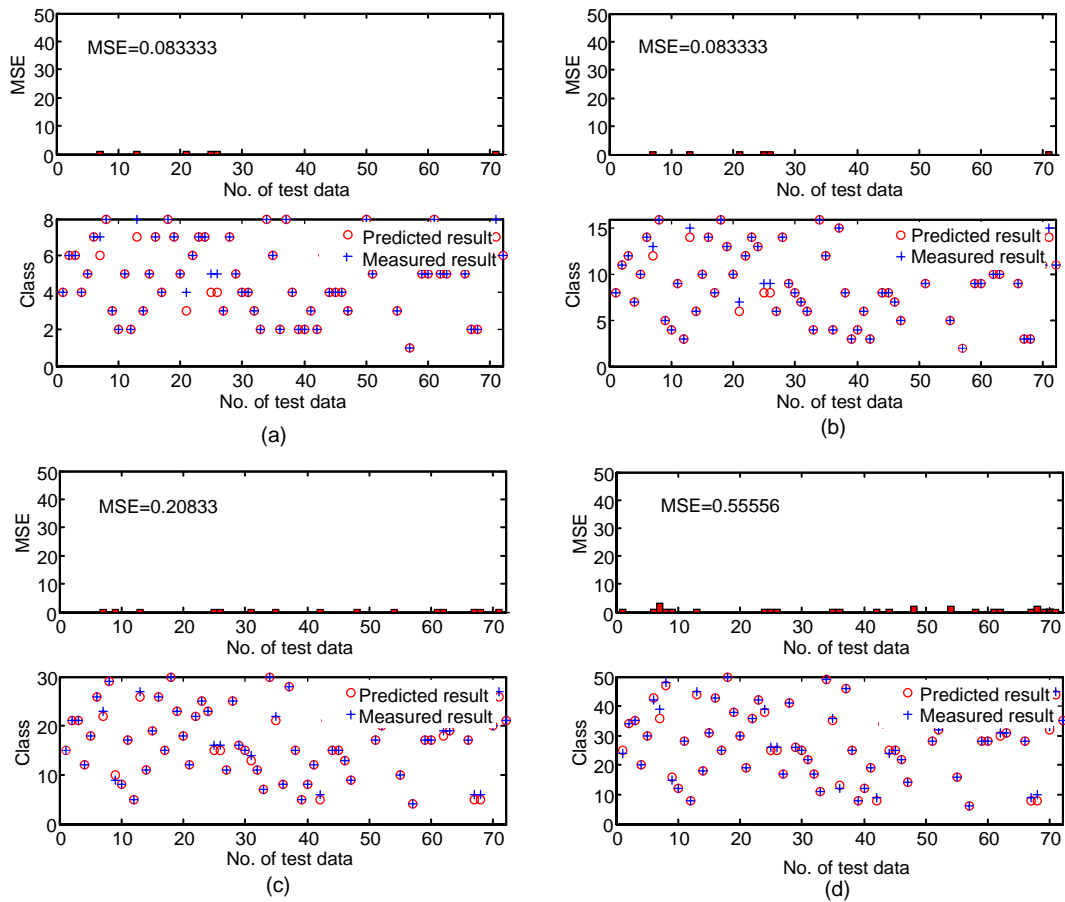 50
40
30
20
10
0
MSE
MSE=0.083333
0 10 20 30 40 50 60 70
No. of test data
8
6
4
2
0
Class
Predicted result
Measured result
0 10 20 30 40 50 60 70
No. of test data
(a)
50
40
30
20
10
0
MSE
MSE=0.083333
0 10 20 30 40 50 60 70
No. of test data
15
10
5
0
Class
Predicted result
Measured result
0 10 20 30 40 50 60 70
No. of test data
(b)
50
40
30
20
10
0
MSE
MSE=0.20833
0 10 20 30 40 50 60 70
No. of test data
30
20
10
0
Class
Predicted result
Measured result
0 10 20 30 40 50 60 70
No. of test data
(c)
50
40
30
20
10
0
MSE
MSE=0.55556
0 10 20 30 40 50 60 70
No. of test data
50
40
30
20
10
0
Class
Predicted result
Measured result
0 10 20 30 40 50 60 70
No. of test data
(d)